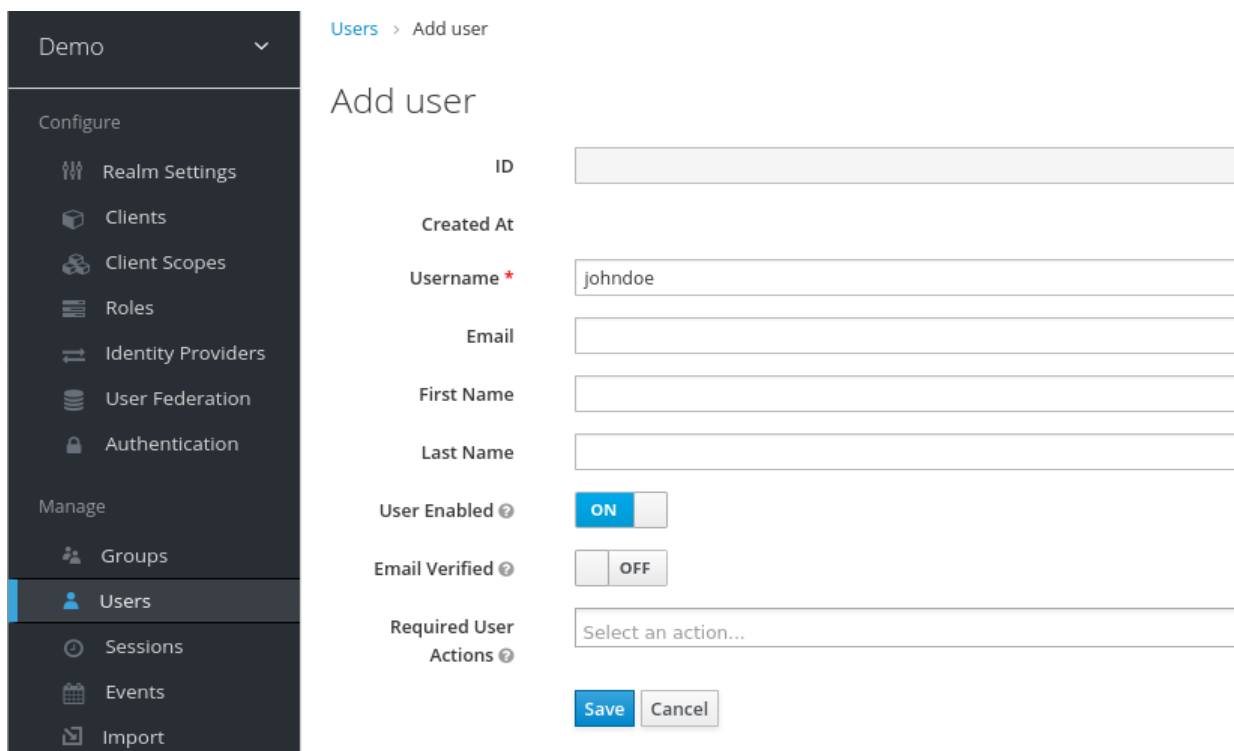 Demo
Configure
Realm Settings
Clients
Client Scopes
Roles
Identity Providers
User Federation
Authentication
Manage
Groups
Users
Sessions
Events
Import
Users > Add user
Add user
ID
Created At
Username * johndoe
Email
First Name
Last Name
User Enabled ON
Email Verified OFF
Required User
Actions
Select an action...
Save Cancel